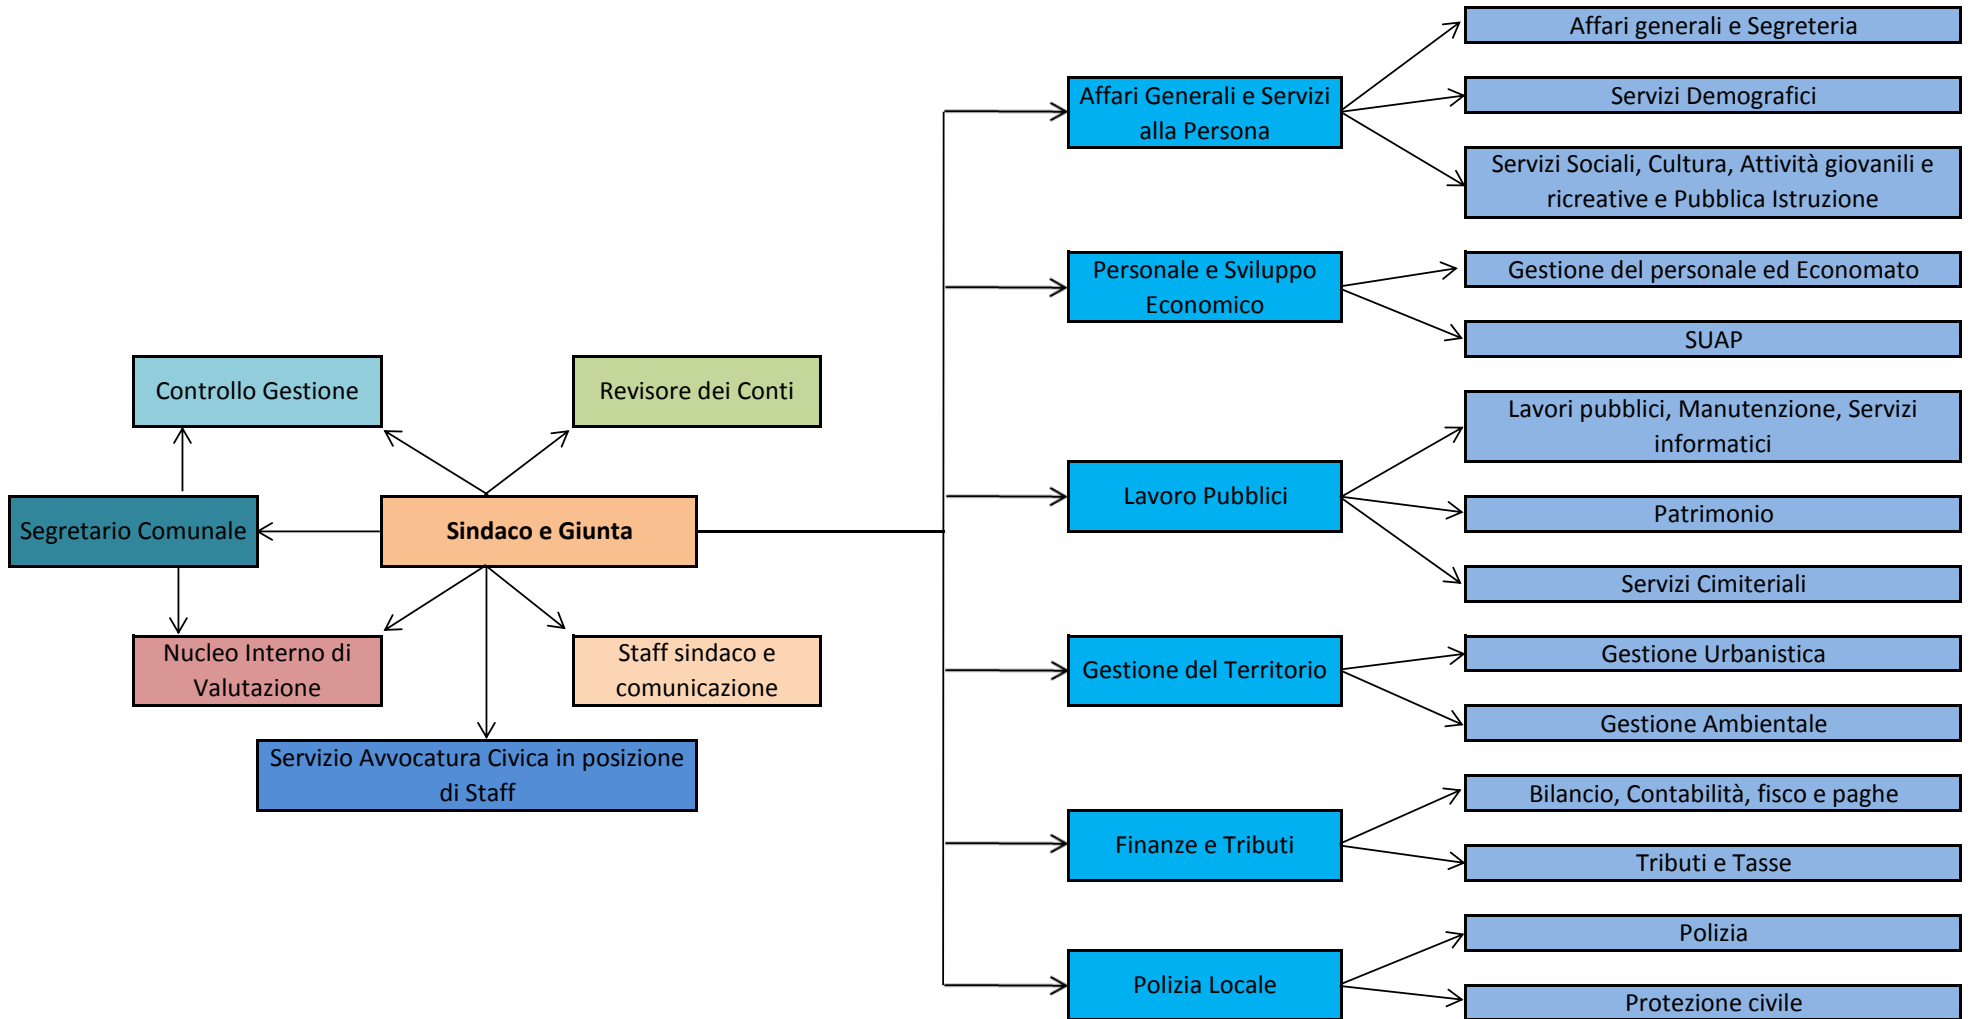 Affari generali e Segreteria
Affari Generali e Servizi
alla Persona
Servizi Demografici
Servizi Sociali, Cultura, Attività giovanili e
ricreative e Pubblica Istruzione
Personale e Sviluppo
Economico
Gestione del personale ed Economato
SUAP
Controllo Gestione
Revisore dei Conti
Segretario Comunale
Sindaco e Giunta
Nucleo Interno di
Valutazione
Staff sindaco e
comunicazione
Servizio Avvocatura Civica in posizione
di Staff
Lavoro Pubblici
Lavori pubblici, Manutenzione, Servizi
informatici
Patrimonio
Servizi Cimiteriali
Gestione del Territorio
Gestione Urbanistica
Gestione Ambientale
Finanze e Tributi
Bilancio, Contabilità, fisco e paghe
Tributi e Tasse
Polizia Locale
Polizia
Protezione civile